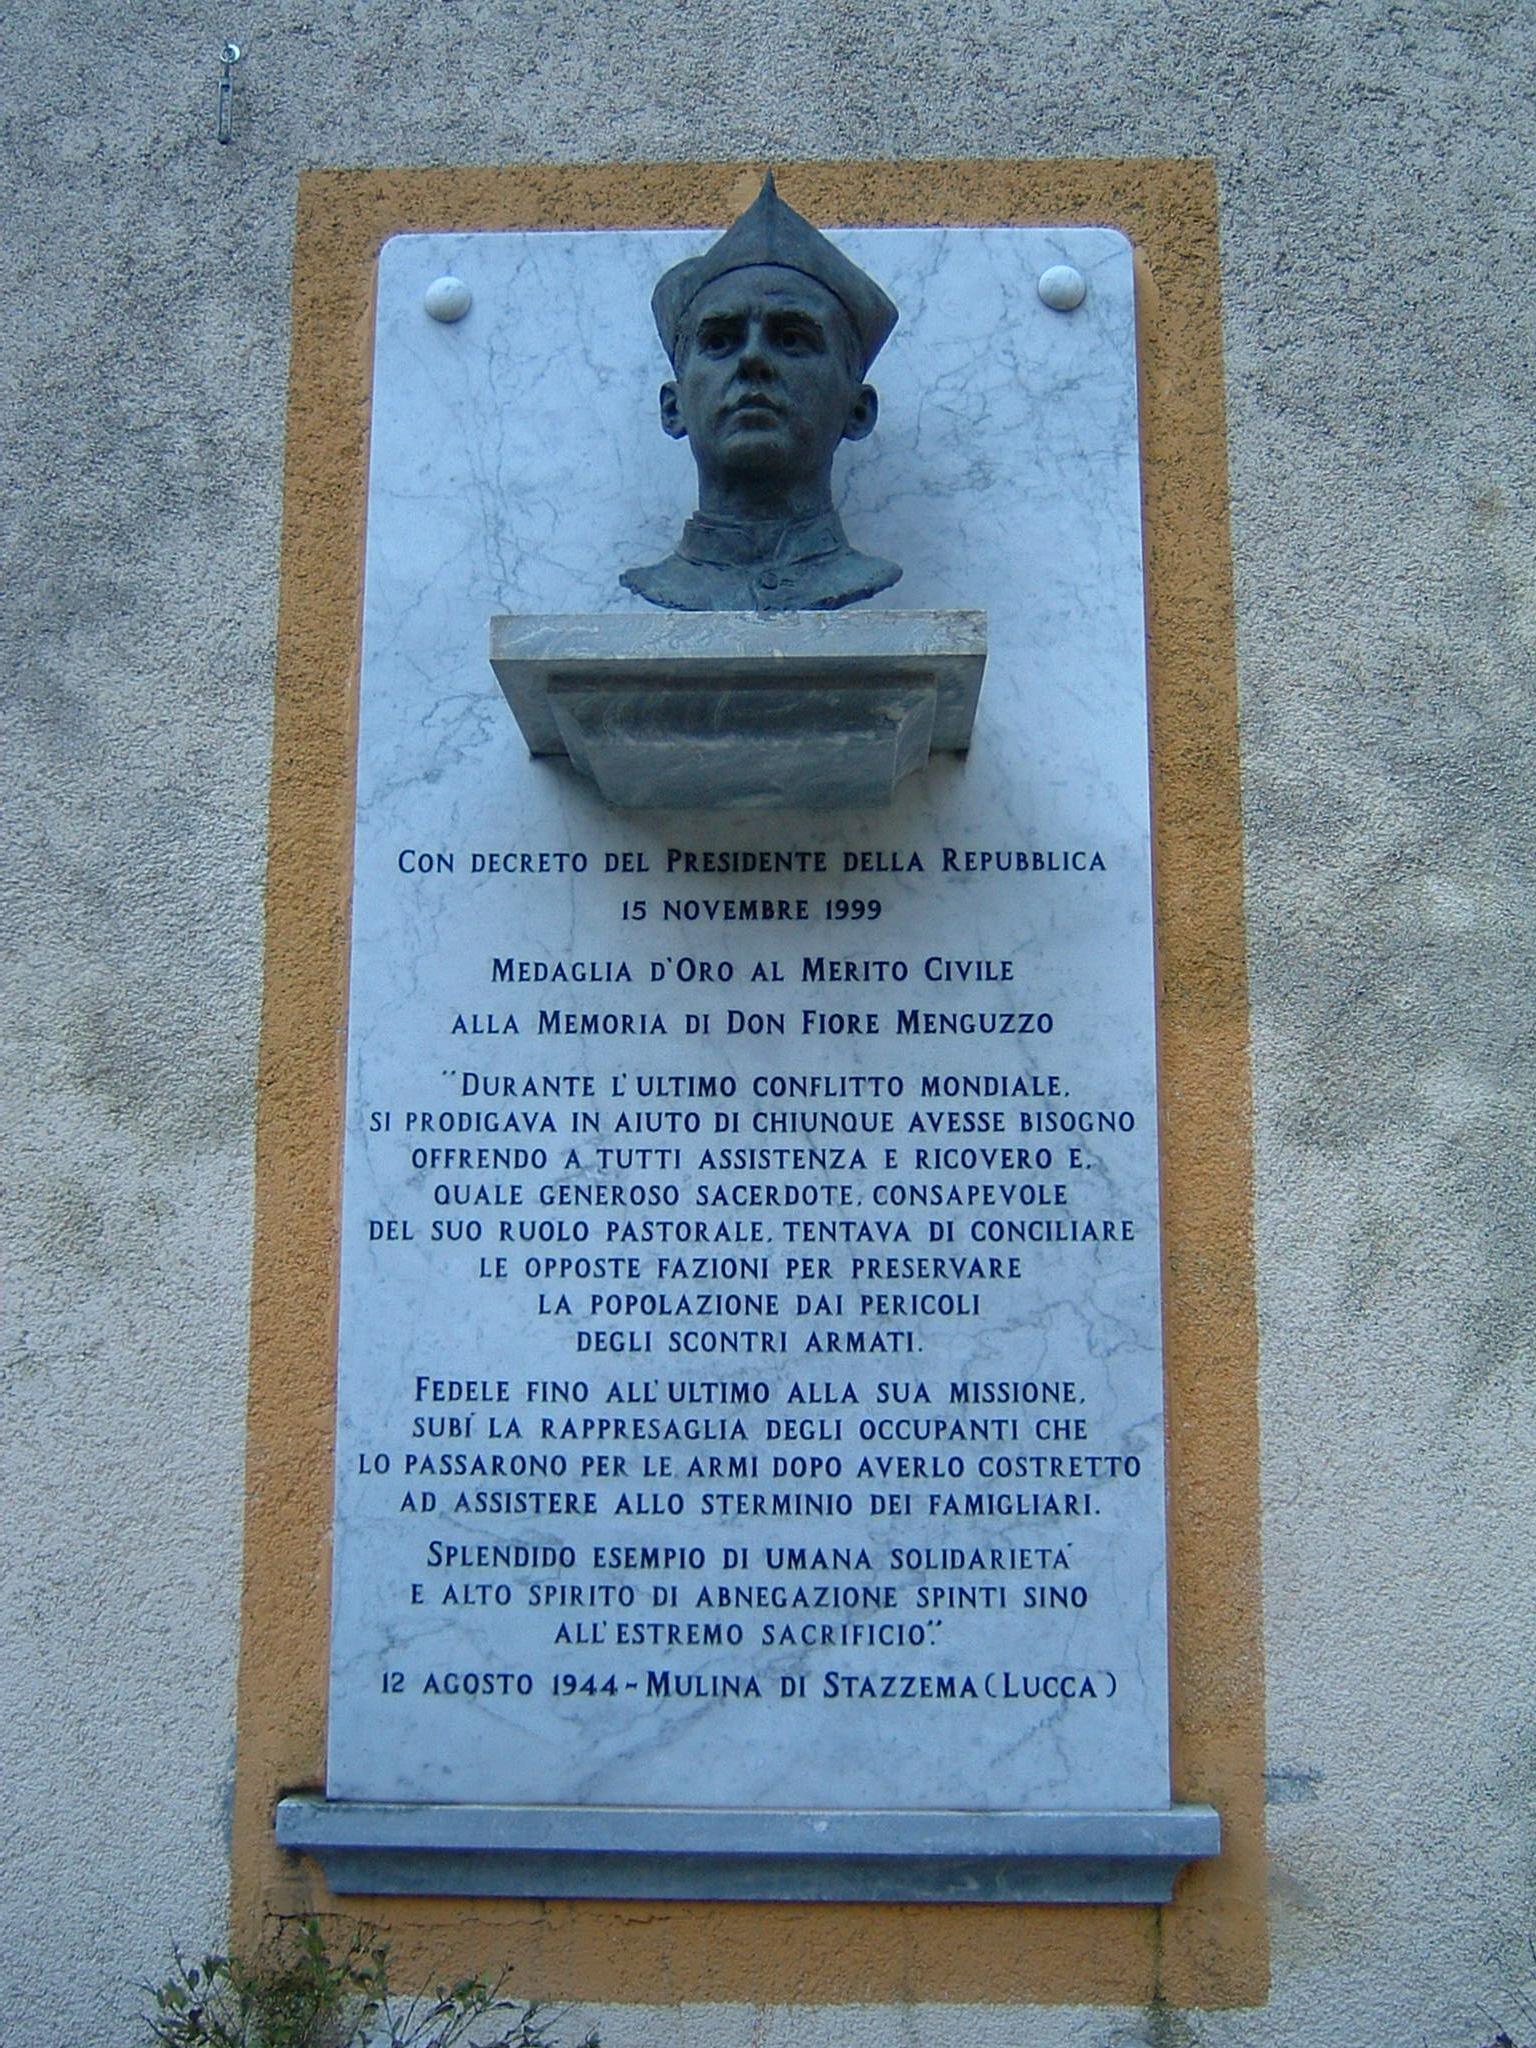 CON DECRETO DEL PRESIDENTE DELLA REPUBBLICA
15 NOVEMBRE 1999
MEDAGLIA D'ORO AL MERITO CIVILE
ALLA MEMORIA DI DON FIORE MENGUZZO
"DURANTE L'ULTIMO CONFLITTO MONDIALE,
SI PRODIGAVA IN AIUTO DI CHIUNQUE AVESSE BISOGNO
OFFRENDO A TUTTI ASSISTENZA E RICOVERO E,
QUALE GENEROSO SACERDOTE, CONSAPEVOLE
DEL SUO RUOLO PASTORALE, TENTAVA DI CONCILIARE
LE OPPOSTE FAZIONI PER PRESERVARE
LA POPOLAZIONE DAI PERICOLI
DEGLI SCONTRI ARMATI.
FEDELE FINO ALL'ULTIMO ALLA SUA MISSIONE,
SUBI' LA RAPPRESAGLIA DEGLI OCCUPANTI CHE
LO PASSARONO PER LE ARMI DOPO AVERLO COSTRETTO
AD ASSISTERE ALLO STERMINIO DEI FAMIGLIARI.
SPLENDIDO ESEMPIO DI UMANA SOLIDARIETA'
E ALTO SPIRITO DI ABNEGAZIONE SPINTI SINO
ALL'ESTREMO SACRIFICIO".
12 AGOSTO 1944 - MULINA DI STAZZEMA (LUCCA)